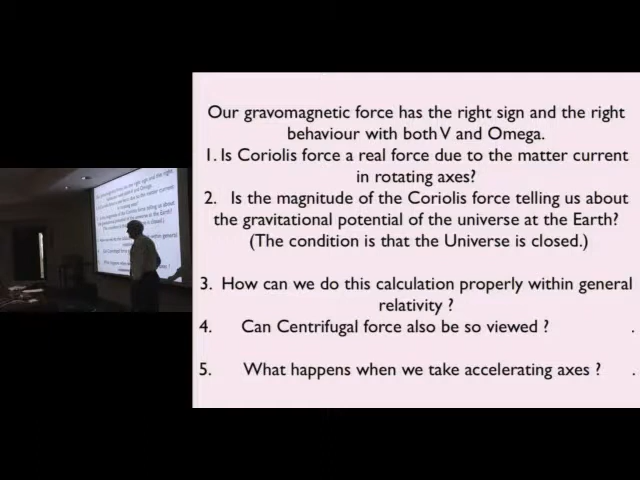 Our gravomagnetic force has the right sign and the right
behaviour with both V and Omega.
1. Is Coriolis force a real force due to the matter current
in rotating axes?
2. Is the magnitude of the Coriolis force telling us about
the gravitational potential of the universe at the Earth?
(The condition is that the Universe is closed.)
3. How can we do this calculation properly within general
relativity ?
4. Can Centrifugal force also be so viewed ? .
5. What happens when we take accelerating axes ? .